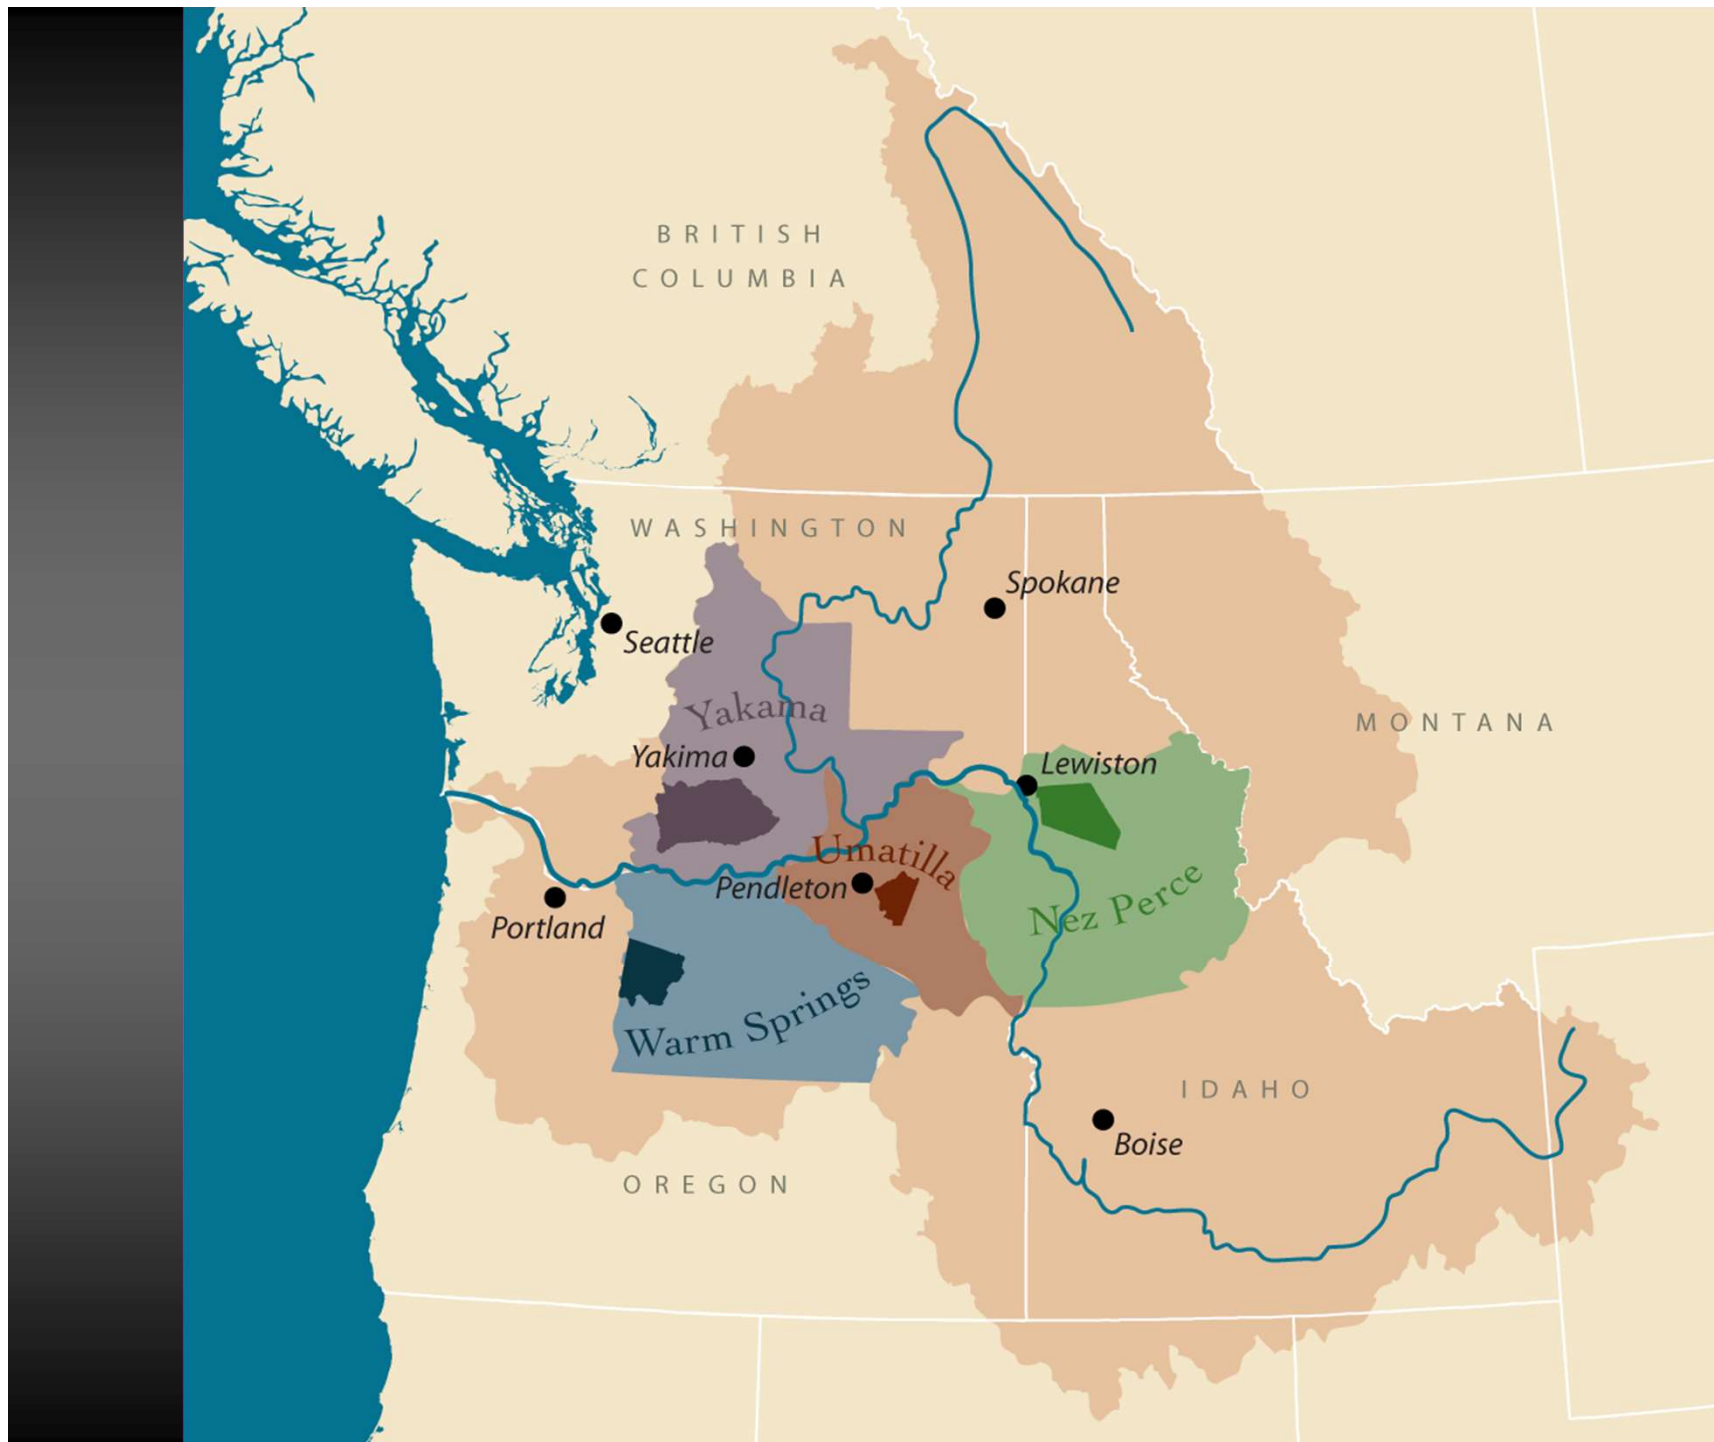 BRITISH
COLUMBIA
WASHINGTON
Spokane
Seattle
Yakama
MONTANA
Yakima
Lewiston
Umatilla
Pendleton
Nez Perce
Portland
Warm Springs
IDAHO
Boise
OREGON